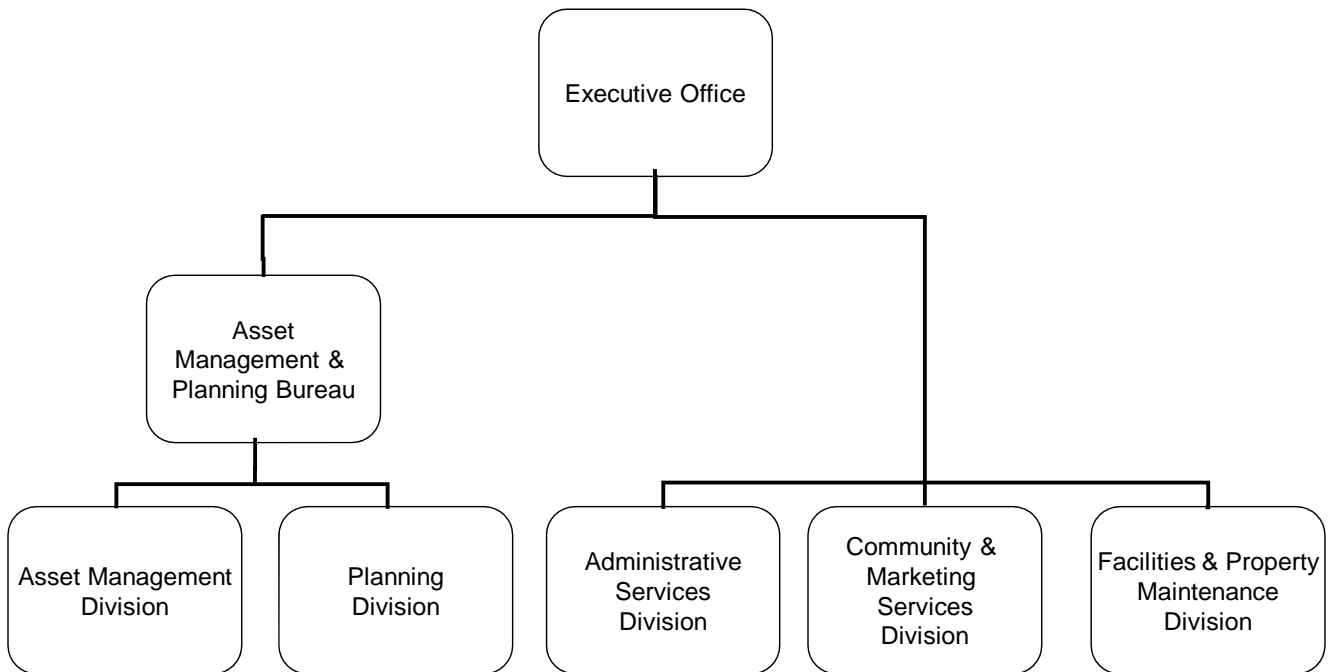 Executive Office
Asset
Management &
Planning Bureau
Asset Management
Division
Planning
Division
Administrative
Services
Division
Community &
Marketing
Services
Division
Facilities & Property
Maintenance
Division